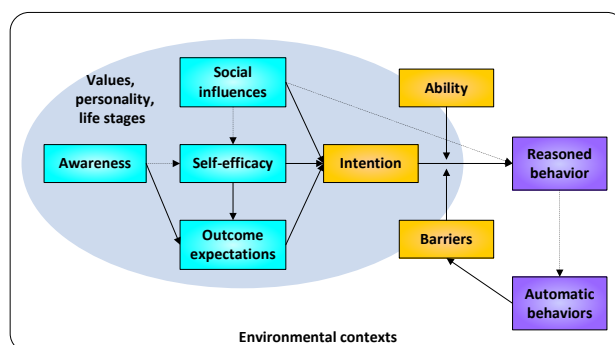 Values,
personality,
life stages
Social
influences
Ability
Awareness
Self-efficacy
Intention
Reasoned
behavior
Outcome
expectations
Barriers
Automatic
behaviors
Environmental contexts